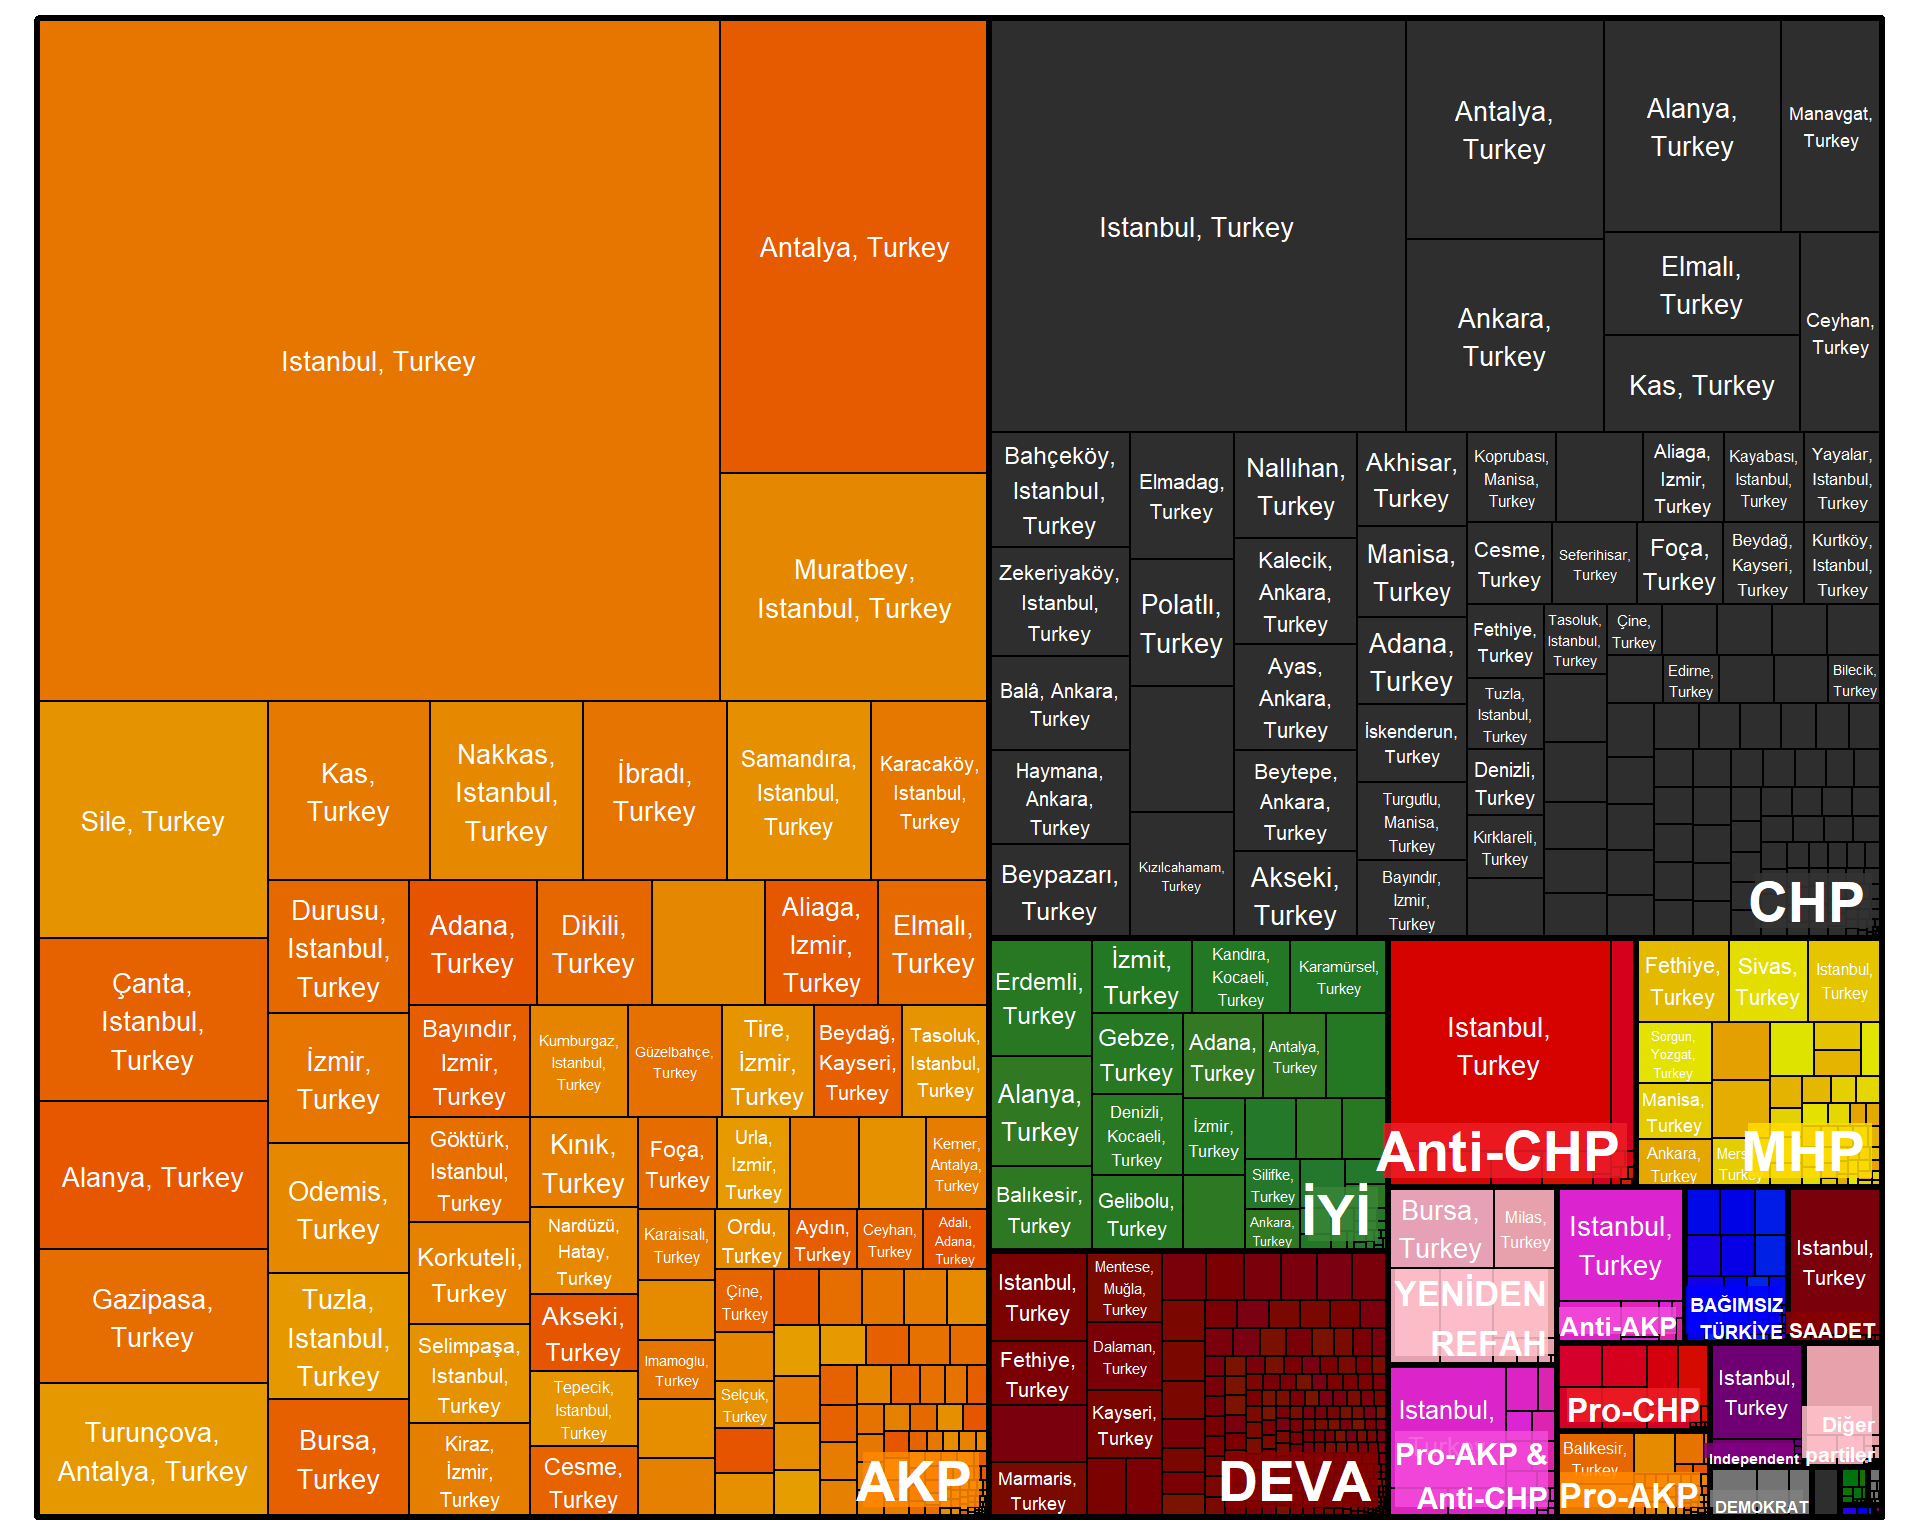 Istanbul, Turkey
Antalya, Turkey
Muratbey,
Istanbul, Turkey
Sile, Turkey
Kas,
Turkey
Nakkas,
Istanbul,
Turkey
İbradı,
Turkey
Samandıra,
Istanbul,
Turkey
Karacaköy,
Istanbul,
Turkey
Çanta,
Istanbul,
Turkey
Alanya, Turkey
Gazipasa,
Turkey
Turunçova,
Antalya, Turkey
Durusu,
Istanbul,
Turkey
İzmir,
Turkey
Odemis,
Turkey
Tuzla,
Istanbul,
Turkey
Bursa,
Turkey
Adana,
Turkey
Dikili,
Turkey
Aliaga,
Izmir,
Turkey
Elmalı,
Turkey
Bayındır,
Izmir,
Turkey
Göktürk,
Istanbul,
Turkey
Korkuteli,
Turkey
Selimpaşa,
Istanbul,
Turkey
Kiraz,
İzmir,
Turkey
Kumburgaz,
Istanbul,
Turkey
Güzelbahçe,
Turkey
Tire,
İzmir,
Turkey
Beydağ,
Kayseri,
Turkey
Tasoluk,
Istanbul,
Turkey
Kınık,
Turkey
Nardüzü,
Hatay,
Turkey
Akseki,
Turkey
Tepecik,
Istanbul,
Turkey
Cesme,
Turkey
Foça,
Turkey
Urla,
Izmir,
Turkey
Kemer,
Antalya,
Turkey
Karaisalı,
Turkey
Ordu,
Turkey
Aydın,
Turkey
Ceyhan,
Turkey
Adalı,
Adana,
Turkey
Imamoglu,
Turkey
Çine,
Turkey
Selçuk,
Turkey
AKP
Istanbul, Turkey
Antalya,
Turkey
Ankara,
Turkey
Alanya,
Turkey
Manavgat,
Turkey
Elmalı,
Turkey
Kas, Turkey
Ceyhan,
Turkey
Bahçeköy,
Istanbul,
Turkey
Zekeriyaköy,
Istanbul,
Turkey
Balâ, Ankara,
Turkey
Haymana,
Ankara,
Turkey
Beypazarı,
Turkey
Elmadag,
Turkey
Polatlı,
Turkey
Kızılcahamam,
Turkey
Nallıhan,
Turkey
Kalecik,
Ankara,
Turkey
Ayas,
Ankara,
Turkey
Beytepe,
Ankara,
Turkey
Akseki,
Turkey
Akhisar,
Turkey
Manisa,
Turkey
Adana,
Turkey
İskenderun,
Turkey
Turgutlu,
Manisa,
Turkey
Bayındır,
Izmir,
Turkey
Koprubası,
Manisa,
Turkey
Aliaga,
Izmir,
Turkey
Kayabası,
Istanbul,
Turkey
Yayalar,
Istanbul,
Turkey
Cesme,
Turkey
Seferihisar,
Turkey
Foça,
Turkey
Beydağ,
Kayseri,
Turkey
Kurtköy,
Istanbul,
Turkey
Fethiye,
Turkey
Tasoluk,
Istanbul,
Turkey
Çine,
Turkey
Edirne,
Turkey
Bilecik,
Turkey
Tuzla,
Istanbul,
Turkey
Denizli,
Turkey
Kırklareli,
Turkey
CHP
Erdemli,
Turkey
Alanya,
Turkey
Balıkesir,
Turkey
İzmit,
Turkey
Kandıra,
Kocaeli,
Turkey
Karamürsel,
Turkey
Gebze,
Turkey
Adana,
Turkey
Antalya,
Turkey
Denizli,
Kocaeli,
Turkey
İzmir,
Turkey
Gelibolu,
Turkey
Silifke,
Turkey
Ankara,
Turkey
İYİ
Istanbul,
Turkey
Fethiye,
Turkey
Marmaris,
Turkey
Mentese,
Muğla,
Turkey
Dalaman,
Turkey
Kayseri,
Turkey
DEVA
Istanbul,
Turkey
Anti-CHP
Fethiye,
Turkey
Sivas,
Turkey
Istanbul,
Turkey
Sorgun,
Yozgat,
Turkey
Manisa,
Turkey
Ankara,
Turkey
MHP
Bursa,
Turkey
Milas,
Turkey
YENİDEN
REFAH
Istanbul,
Turkey
Anti-AKP
BAĞIMSIZ
TÜRKİYE
Istanbul,
Turkey
SAADET
Istanbul,
Pro-AKP &
Anti-CHP
Pro-CHP
Balıkesir,
Turkey
Pro-AKP
Istanbul,
Turkey
Independent
Diğer
partiler
DEMOKRAT